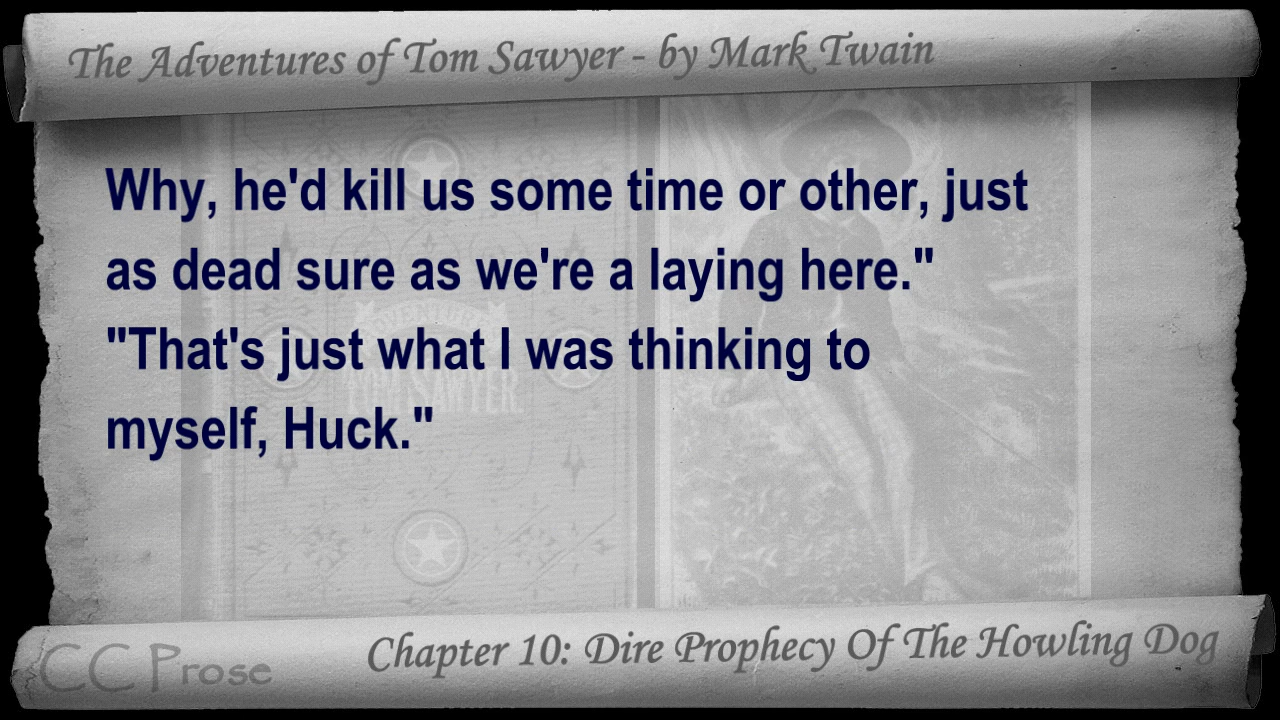 The Adventures of Tom Sawyer - by Mark Twain
Why, he'd kill us some time or other, just
as dead sure as we're a laying here."
"That's just what I was thinking to
myself, Huck."
TOM SAWYER.
Chapter 10: Dire Prophecy Of The Howling Dog
CC Prose